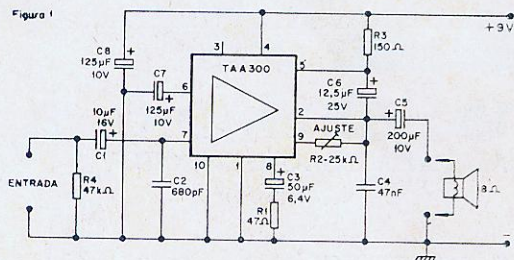 Figura 1
+9V
C8
125µF
10V
3
4
R3
150Ω
TAA300
5
C7
6
125µF
10V
C6
12,5µF
25V
2
C5
200µF
10V
10µF
16V
C1
7
AJUSTE
9
R2-25kΩ
8Ω
ENTRADA
R4
47kΩ
C2
680pF
10
1
8
C3
50µF
6,4V
R1
47Ω
C4
47nF